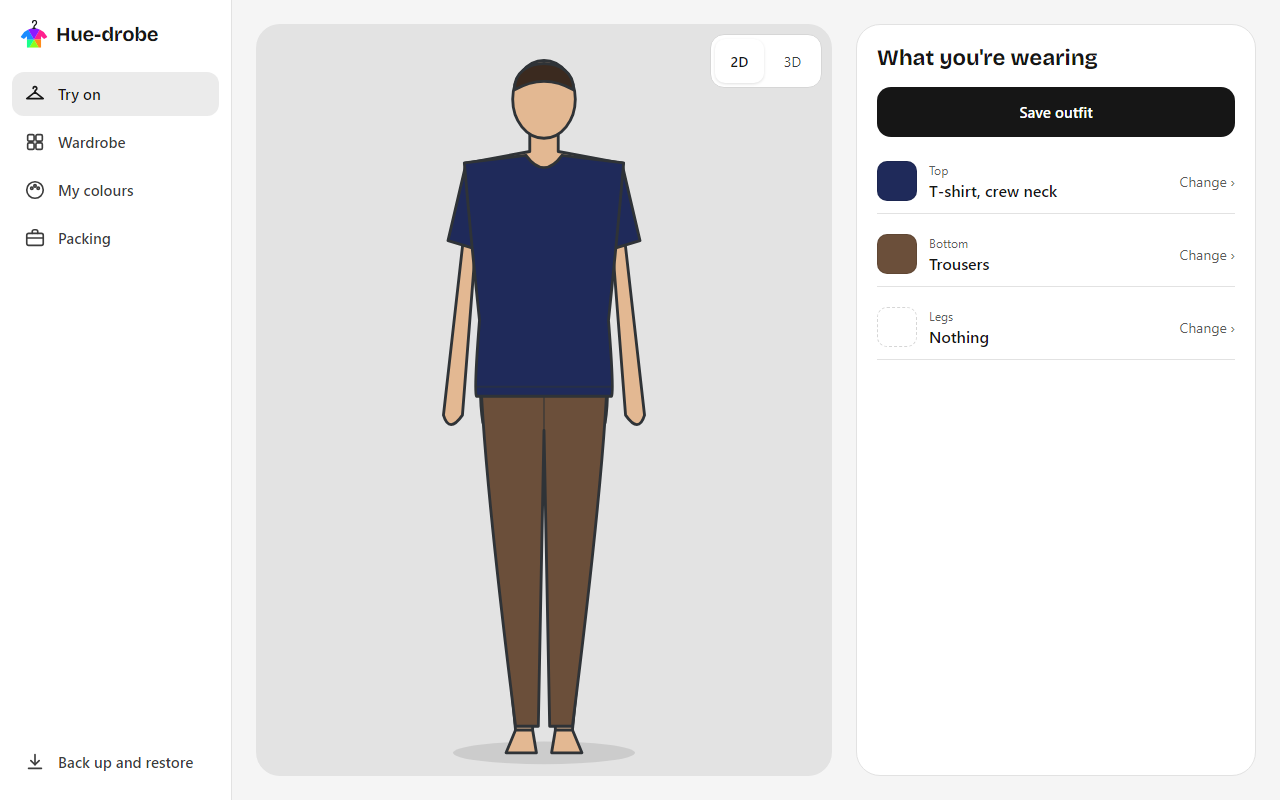 Hue-drobe
Try on
Wardrobe
My colours
Packing
Back up and restore
2D
3D
What you're wearing
Save outfit
Top
T-shirt, crew neck
Change ›
Bottom
Trousers
Change ›
Legs
Nothing
Change ›